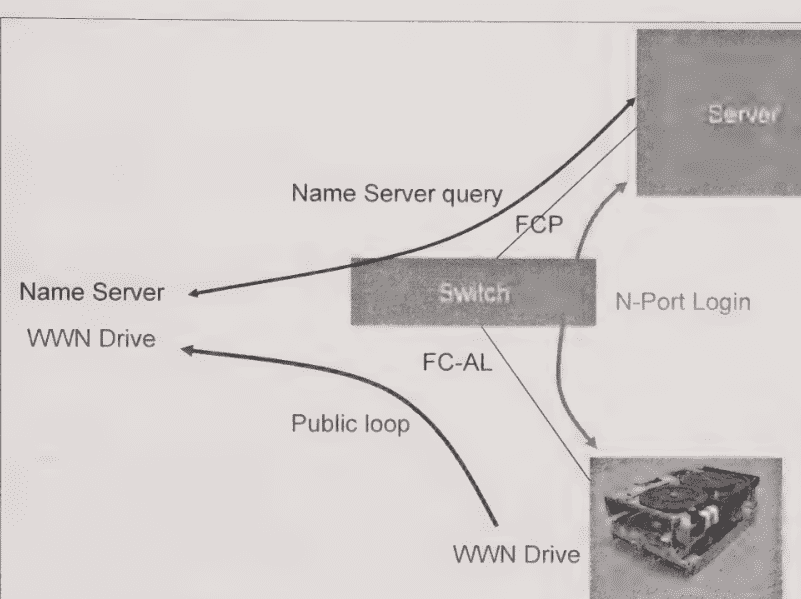 Server
Name Server query
FCP
Name Server
Switch
N-Port Login
WWN Drive
FC-AL
Public loop
WWN Drive